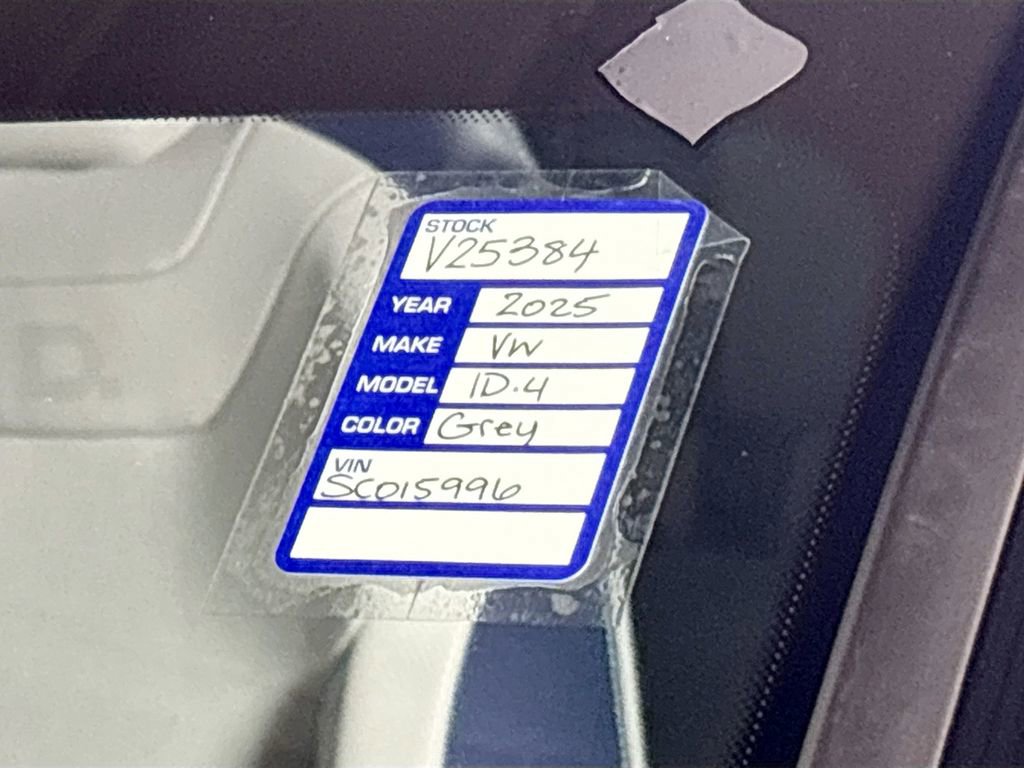 STOCK
V25384
YEAR 2025
MAKE VW
MODEL ID.4
COLOR Grey
VIN
SC015996